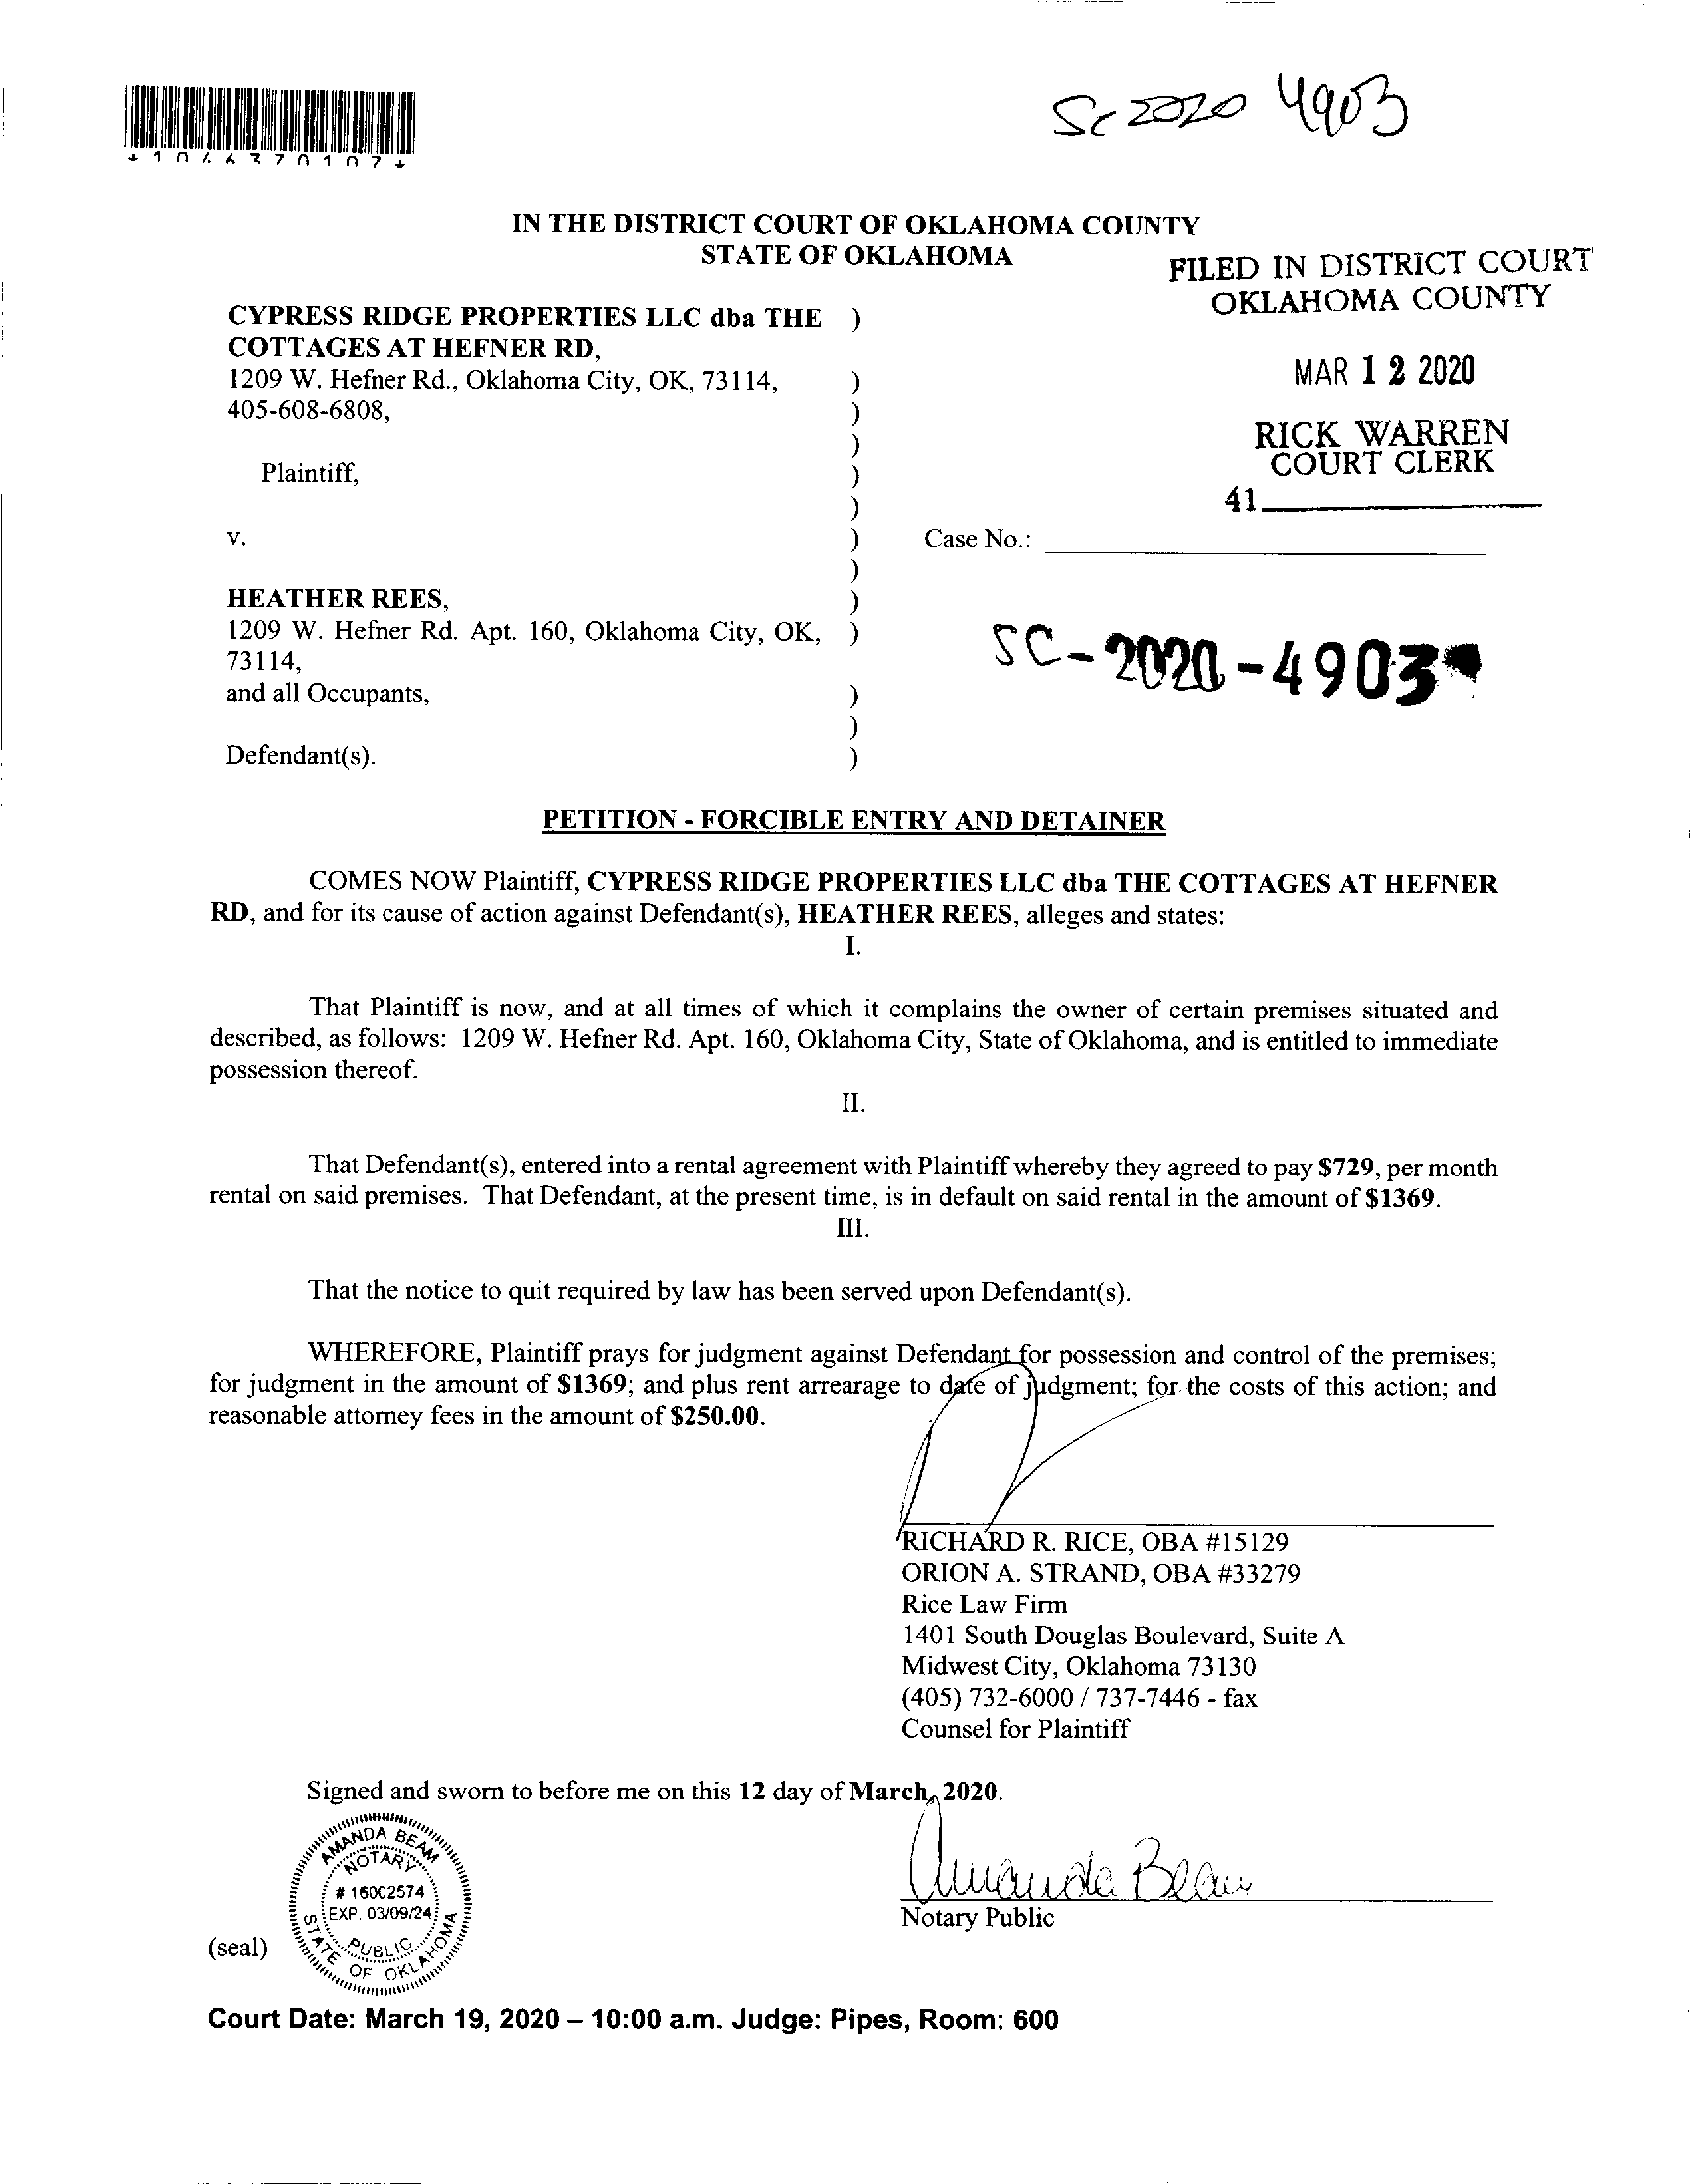 Sc 2020 4903
*1044370107*
IN THE DISTRICT COURT OF OKLAHOMA COUNTY
STATE OF OKLAHOMA
FILED IN DISTRICT COURT
OKLAHOMA COUNTY
MAR 12 2020
RICK WARREN
COURT CLERK
41
CYPRESS RIDGE PROPERTIES LLC dba THE )
COTTAGES AT HEFNER RD,
1209 W. Hefner Rd., Oklahoma City, OK, 73114, )
405-608-6808, )
)
Plaintiff, )
)
v. ) Case No.:
)
HEATHER REES, )
1209 W. Hefner Rd. Apt. 160, Oklahoma City, OK, )
73114,
and all Occupants, )
)
Defendant(s). )
SC-2020-4903
PETITION - FORCIBLE ENTRY AND DETAINER
COMES NOW Plaintiff, CYPRESS RIDGE PROPERTIES LLC dba THE COTTAGES AT HEFNER
RD, and for its cause of action against Defendant(s), HEATHER REES, alleges and states:
I.
That Plaintiff is now, and at all times of which it complains the owner of certain premises situated and
described, as follows: 1209 W. Hefner Rd. Apt. 160, Oklahoma City, State of Oklahoma, and is entitled to immediate
possession thereof.
II.
That Defendant(s), entered into a rental agreement with Plaintiff whereby they agreed to pay $729, per month
rental on said premises. That Defendant, at the present time, is in default on said rental in the amount of $1369.
III.
That the notice to quit required by law has been served upon Defendant(s).
WHEREFORE, Plaintiff prays for judgment against Defendant for possession and control of the premises;
for judgment in the amount of $1369; and plus rent arrearage to date of judgment; for the costs of this action; and
reasonable attorney fees in the amount of $250.00.
RICHARD R. RICE, OBA #15129
ORION A. STRAND, OBA #33279
Rice Law Firm
1401 South Douglas Boulevard, Suite A
Midwest City, Oklahoma 73130
(405) 732-6000 / 737-7446 - fax
Counsel for Plaintiff
Signed and sworn to before me on this 12 day of March, 2020.
AMANDA BEAM
NOTARY
# 16002574
EXP. 03/09/24
PUBLIC
STATE OF OKLAHOMA
Amanda Beam
Notary Public
(seal)
Court Date: March 19, 2020 – 10:00 a.m. Judge: Pipes, Room: 600